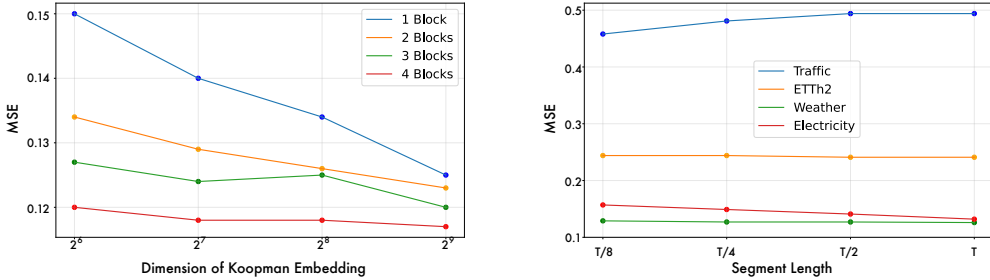 0.15
0.14
0.13
0.12
MSE
2^6
2^7
2^8
2^9
Dimension of Koopman Embedding
1 Block
2 Blocks
3 Blocks
4 Blocks
0.5
0.4
0.3
0.2
0.1
MSE
T/8
T/4
T/2
T
Segment Length
Traffic
ETTh2
Weather
Electricity